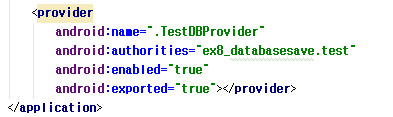 <provider
android:name=".TestDBProvider"
android:authorities="ex8_databasesave.test"
android:enabled="true"
android:exported="true"></provider>
</application>